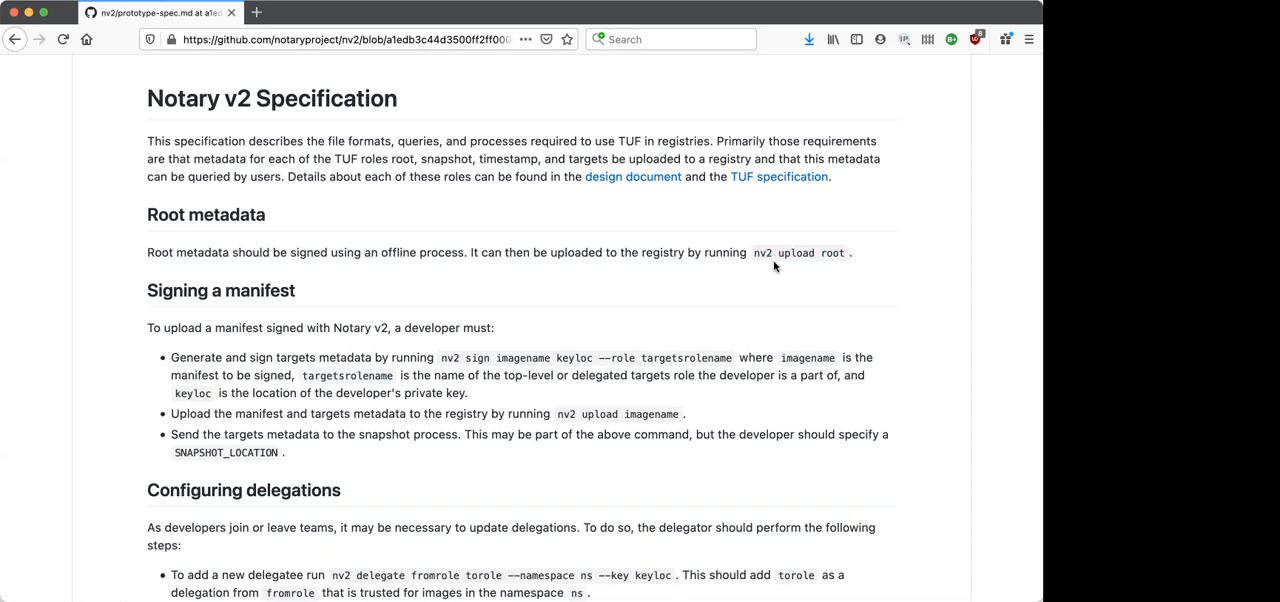 nv2/prototype-spec.md at a1ed
https://github.com/notaryproject/nv2/blob/a1edb3c44d3500ff2ff000
Search
8
Notary v2 Specification
This specification describes the file formats, queries, and processes required to use TUF in registries. Primarily those requirements
are that metadata for each of the TUF roles root, snapshot, timestamp, and targets be uploaded to a registry and that this metadata
can be queried by users. Details about each of these roles can be found in the design document and the TUF specification.
Root metadata
Root metadata should be signed using an offline process. It can then be uploaded to the registry by running nv2 upload root .
Signing a manifest
To upload a manifest signed with Notary v2, a developer must:
• Generate and sign targets metadata by running nv2 sign imagename keyloc --role targetsrolename where imagename is the
manifest to be signed, targetsrolename is the name of the top-level or delegated targets role the developer is a part of, and
keyloc is the location of the developer's private key.
• Upload the manifest and targets metadata to the registry by running nv2 upload imagename .
• Send the targets metadata to the snapshot process. This may be part of the above command, but the developer should specify a
SNAPSHOT_LOCATION .
Configuring delegations
As developers join or leave teams, it may be necessary to update delegations. To do so, the delegator should perform the following
steps:
• To add a new delegatee run nv2 delegate fromrole torole --namespace ns --key keyloc . This should add torole as a
delegation from fromrole that is trusted for images in the namespace ns .